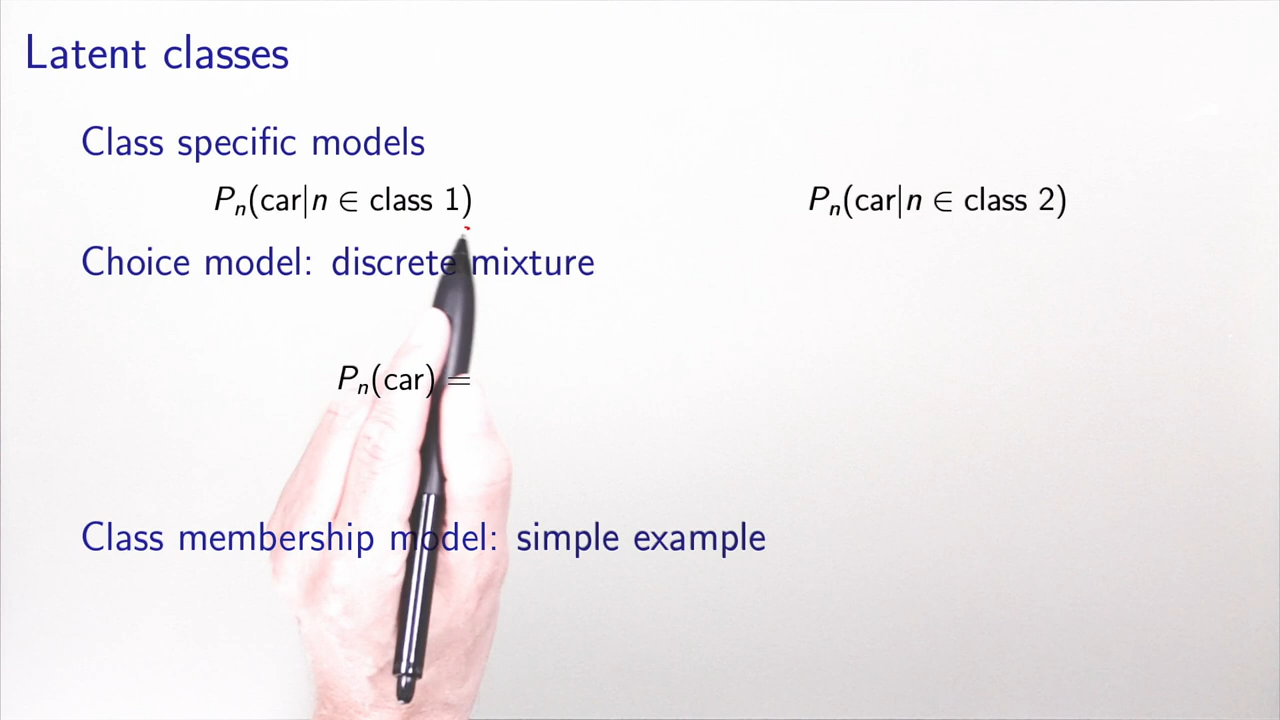 Latent classes
Class specific models
Pₙ(car|n ∈ class 1) Pₙ(car|n ∈ class 2)
Choice model: discrete mixture
Pₙ(car) =
Class membership model: simple example